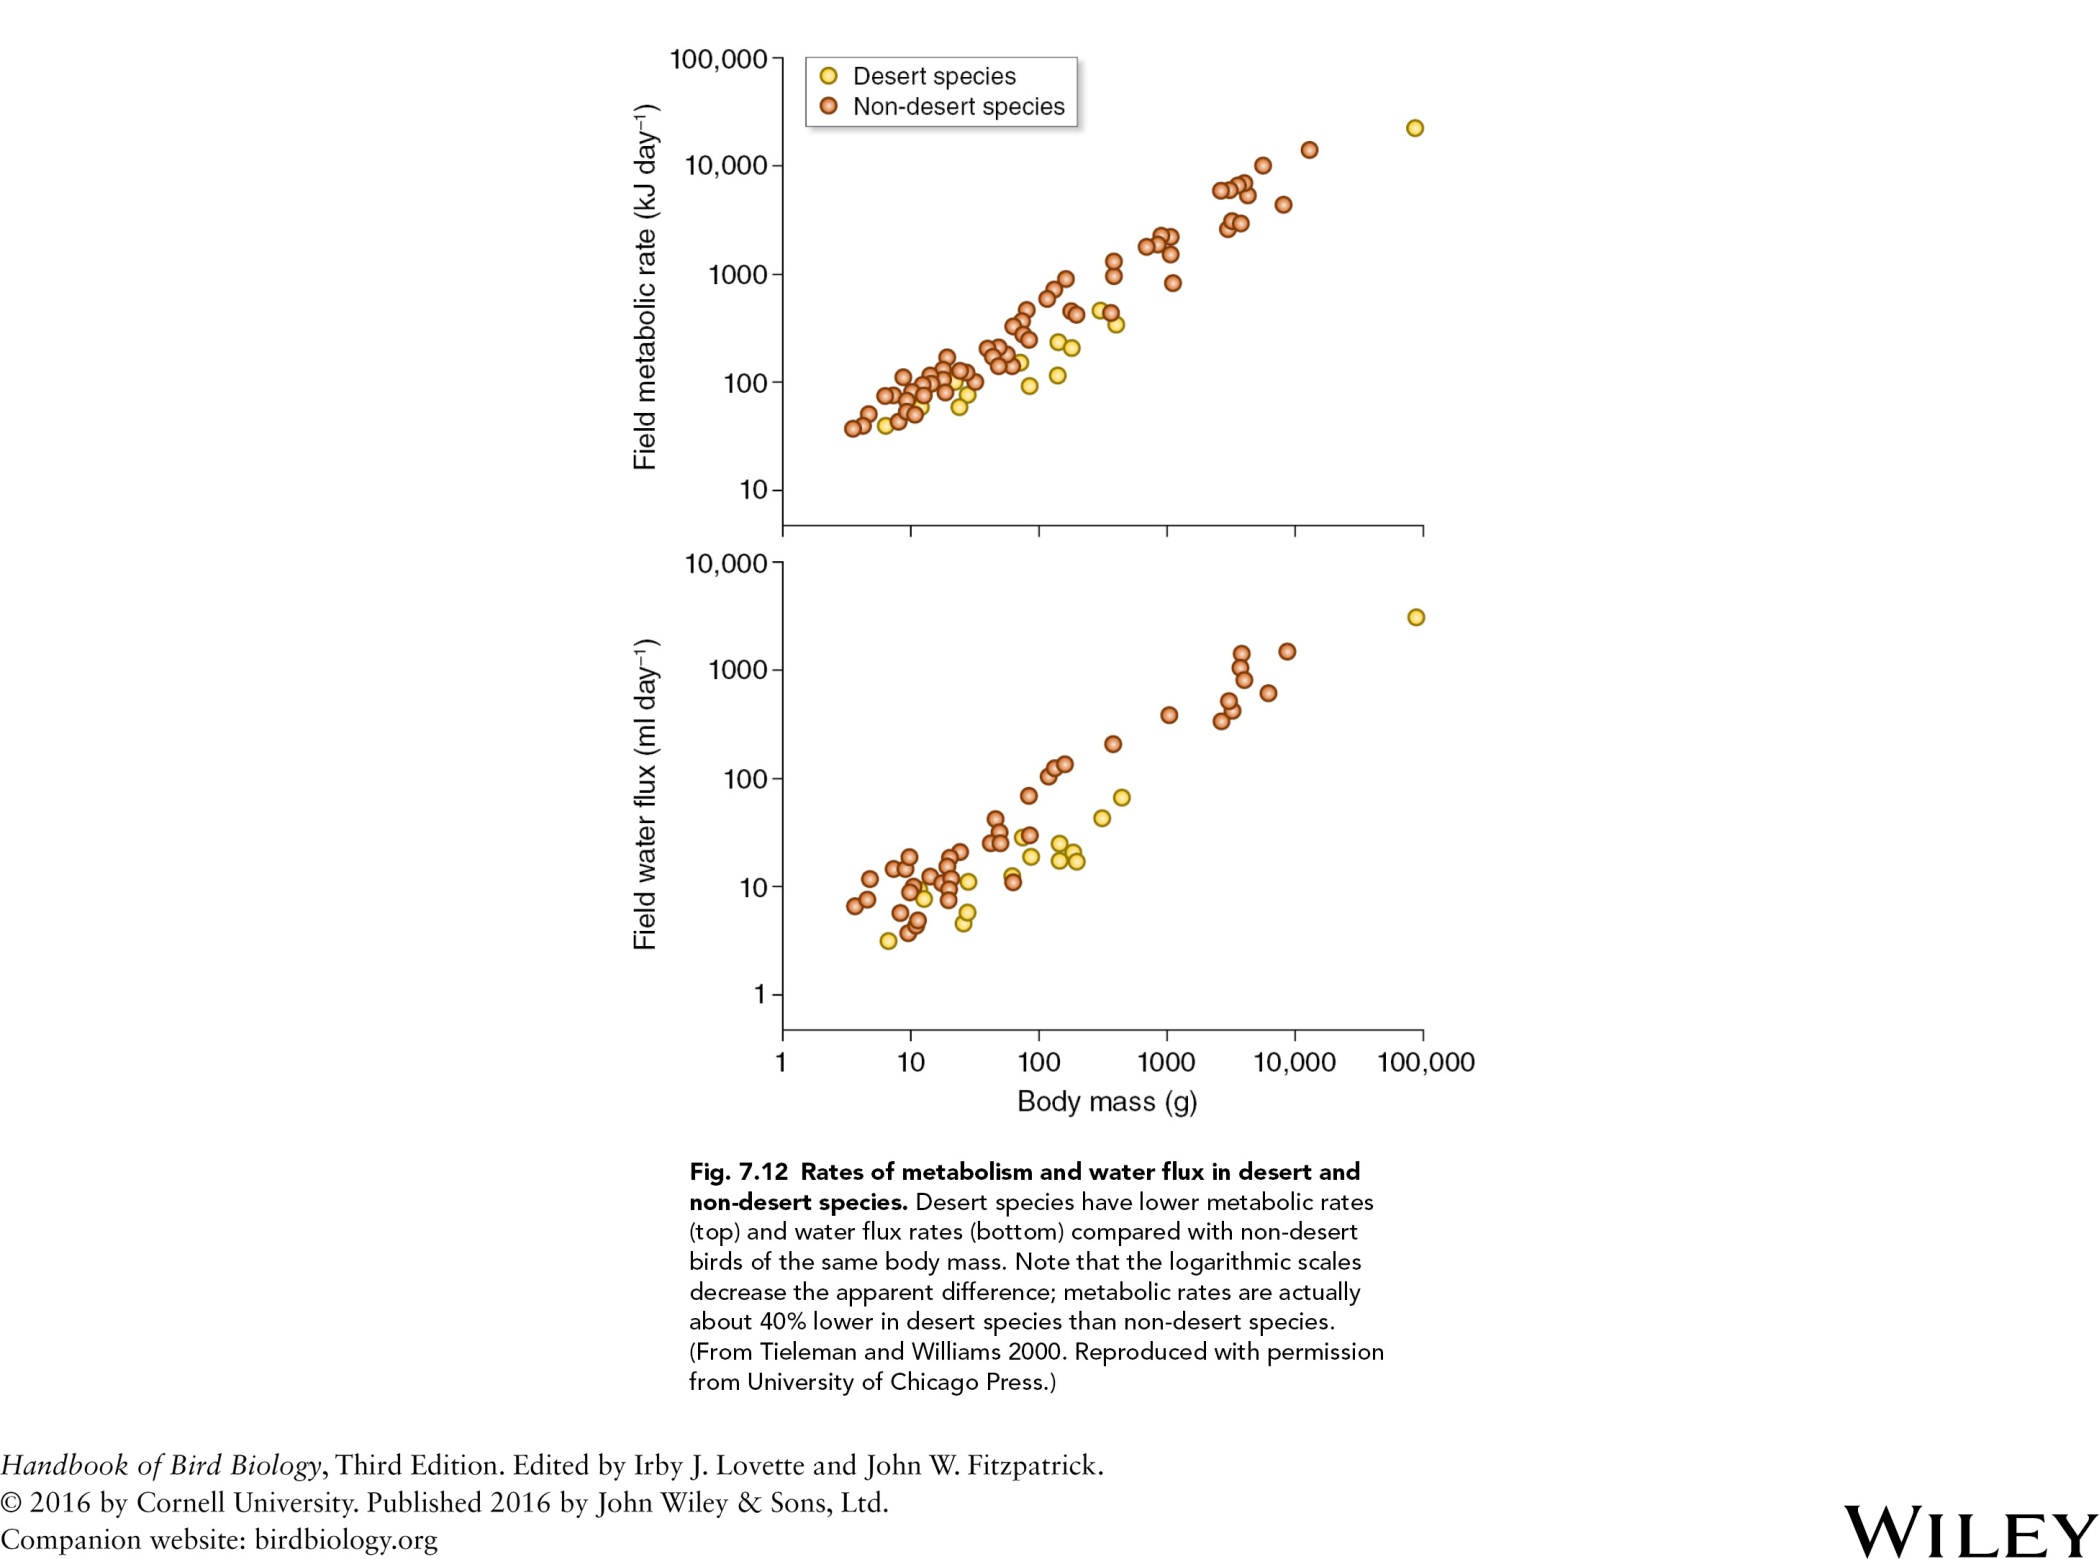 100,000
Desert species
Non-desert species
10,000
1000
100
10
Field metabolic rate (kJ day⁻¹)
10,000
1000
100
10
1
Field water flux (ml day⁻¹)
1
10
100
1000
10,000
100,000
Body mass (g)
Fig. 7.12 Rates of metabolism and water flux in desert and
non-desert species. Desert species have lower metabolic rates
(top) and water flux rates (bottom) compared with non-desert
birds of the same body mass. Note that the logarithmic scales
decrease the apparent difference; metabolic rates are actually
about 40% lower in desert species than non-desert species.
(From Tieleman and Williams 2000. Reproduced with permission
from University of Chicago Press.)
Handbook of Bird Biology, Third Edition. Edited by Irby J. Lovette and John W. Fitzpatrick.
© 2016 by Cornell University. Published 2016 by John Wiley & Sons, Ltd.
Companion website: birdbiology.org
WILEY